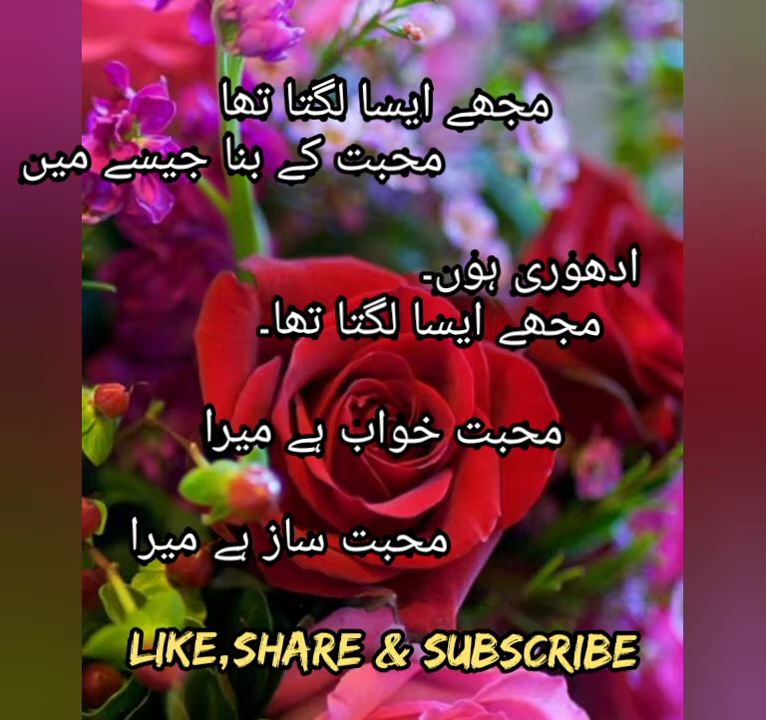 مجھے ایسا لگتا تھا
محبت کے بنا جیسے میں
ادھوری ہوں۔
مجھے ایسا لگتا تھا۔
محبت خواب ہے میرا
محبت ساز ہے میرا
LIKE,SHARE & SUBSCRIBE